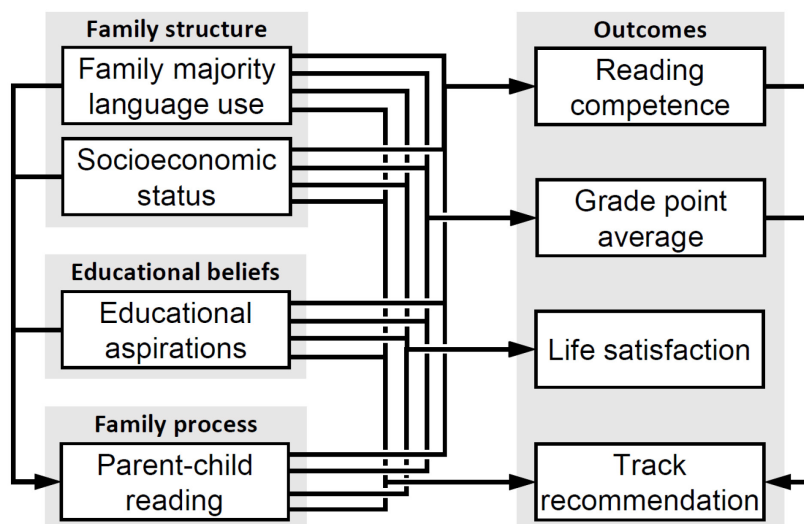 Family structure
Family majority
language use
Socioeconomic
status
Educational beliefs
Educational
aspirations
Family process
Parent-child
reading
Outcomes
Reading
competence
Grade point
average
Life satisfaction
Track
recommendation